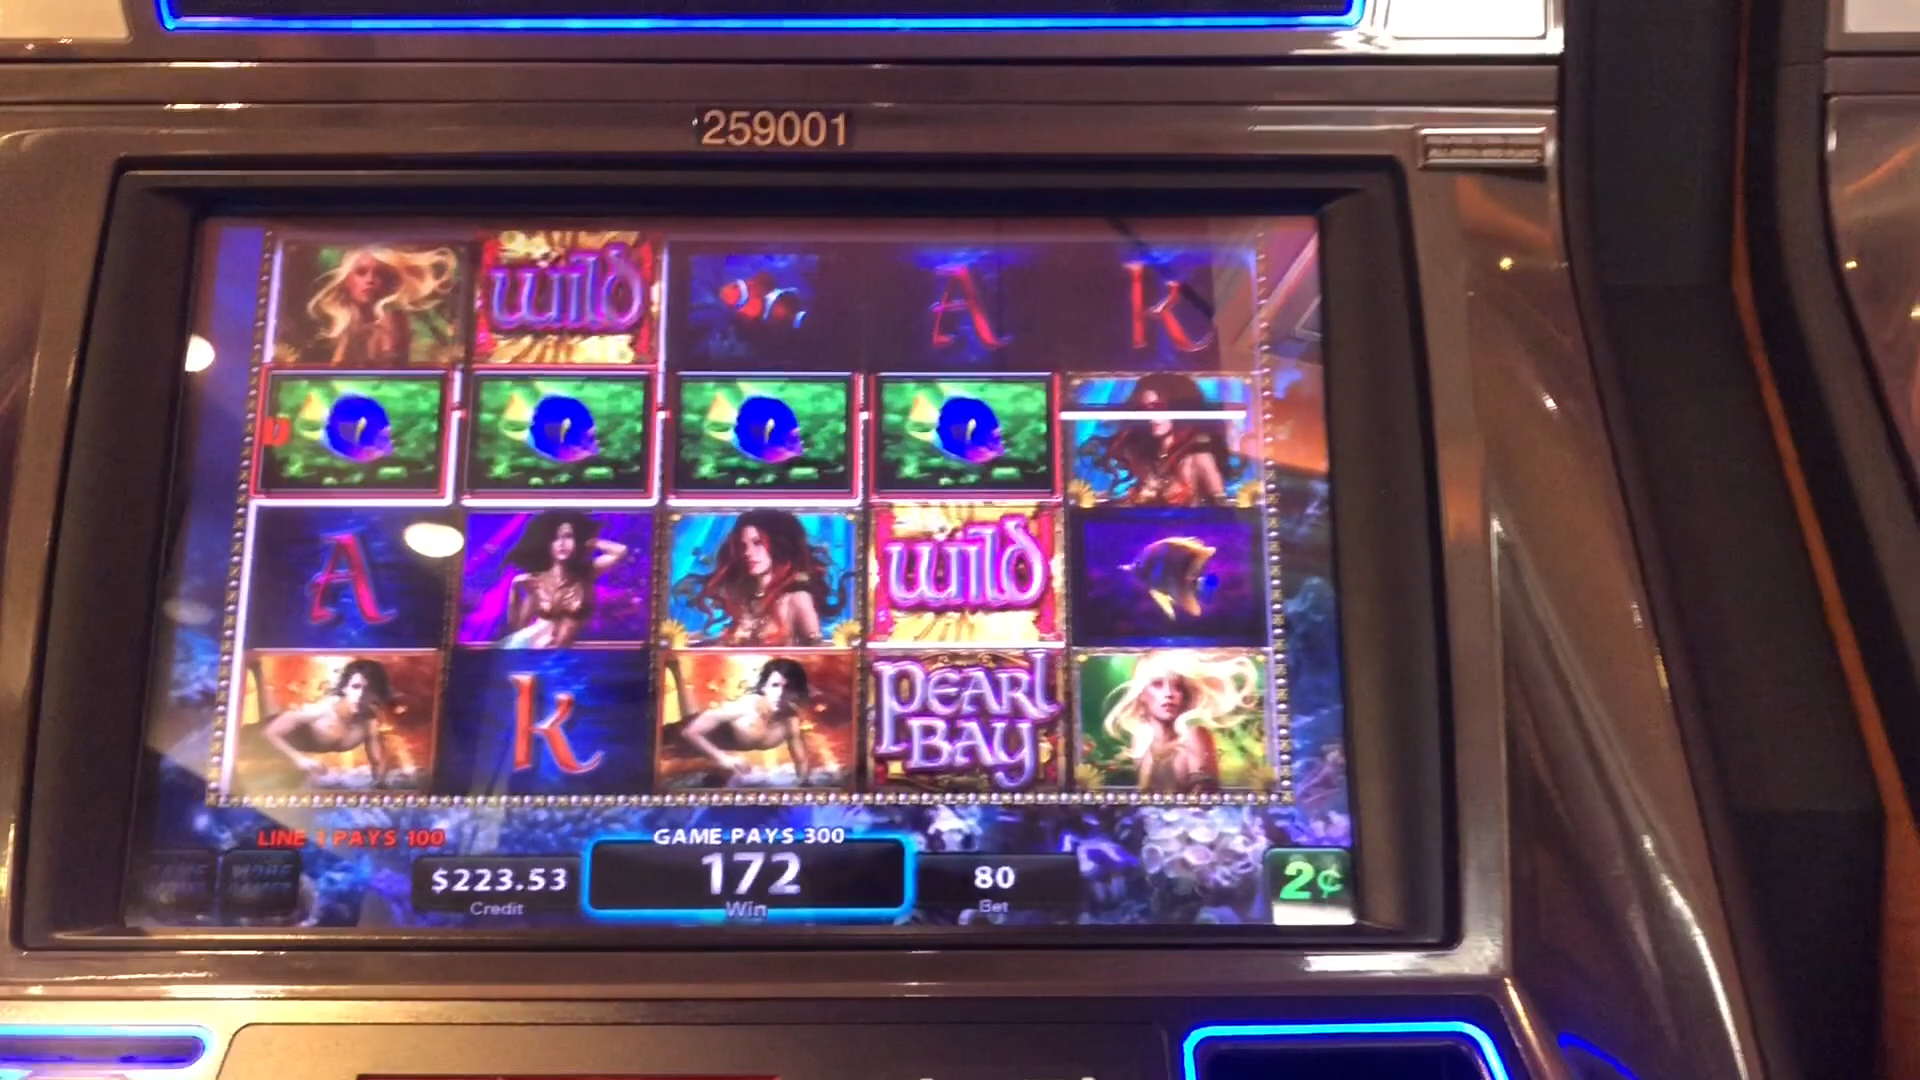 259001
wild
A
K
A
wild
K
PEARL
BAY
LINE 1 PAYS 100
GAME PAYS 300
$223.53
172
80
2¢
Credit
Win
Bet